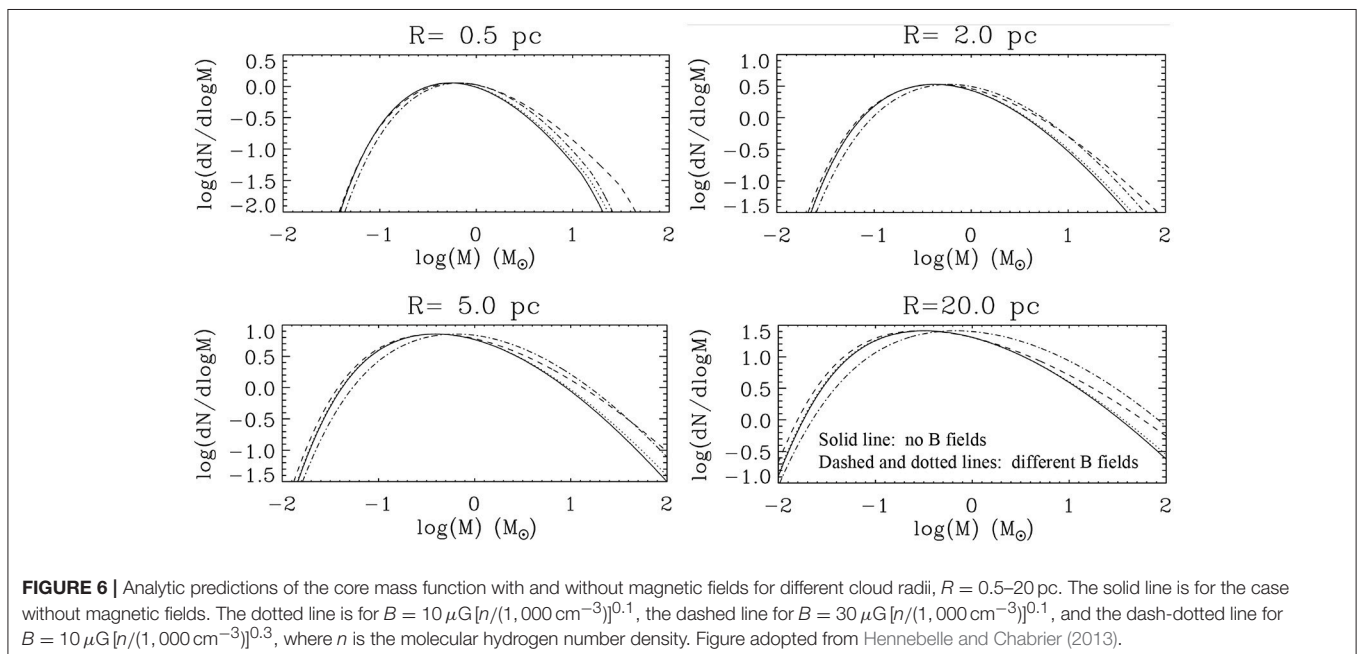 R= 0.5 pc
R= 2.0 pc
log(dN/dlogM)
0.5
0.0
−0.5
−1.0
−1.5
−2.0
−2
−1
0
1
2
log(M) (M⊙)
log(dN/dlogM)
1.0
0.5
0.0
−0.5
−1.0
−1.5
−2
−1
0
1
2
log(M) (M⊙)
R= 5.0 pc
R=20.0 pc
log(dN/dlogM)
1.0
0.5
0.0
−0.5
−1.0
−1.5
−2
−1
0
1
2
log(M) (M⊙)
log(dN/dlogM)
1.5
1.0
0.5
0.0
−0.5
−1.0
Solid line: no B fields
Dashed and dotted lines: different B fields
−2
−1
0
1
2
log(M) (M⊙)
FIGURE 6 | Analytic predictions of the core mass function with and without magnetic fields for different cloud radii, R = 0.5–20 pc. The solid line is for the case
without magnetic fields. The dotted line is for B = 10 μG [n/(1, 000 cm⁻³)]⁰·¹, the dashed line for B = 30 μG [n/(1, 000 cm⁻³)]⁰·¹, and the dash-dotted line for
B = 10 μG [n/(1, 000 cm⁻³)]⁰·³, where n is the molecular hydrogen number density. Figure adopted from Hennebelle and Chabrier (2013).